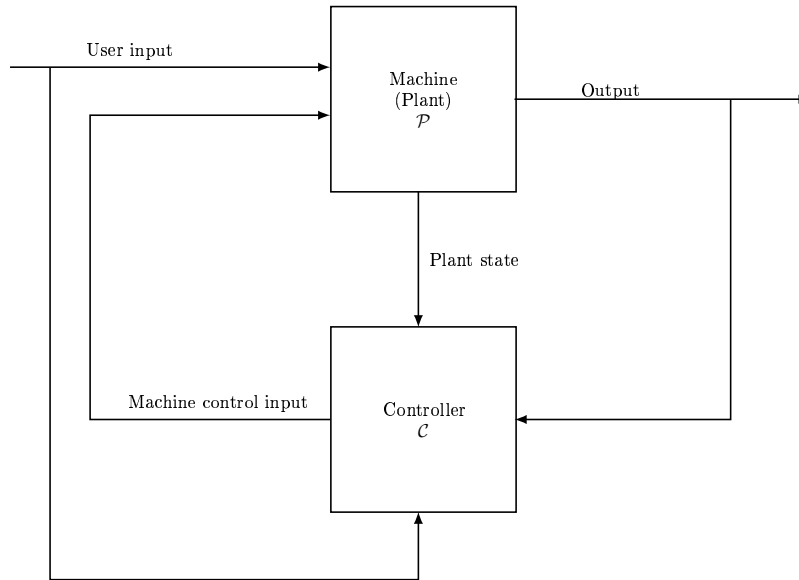 User input
Machine
(Plant)
𝒫
Output
Plant state
Machine control input
Controller
𝒞